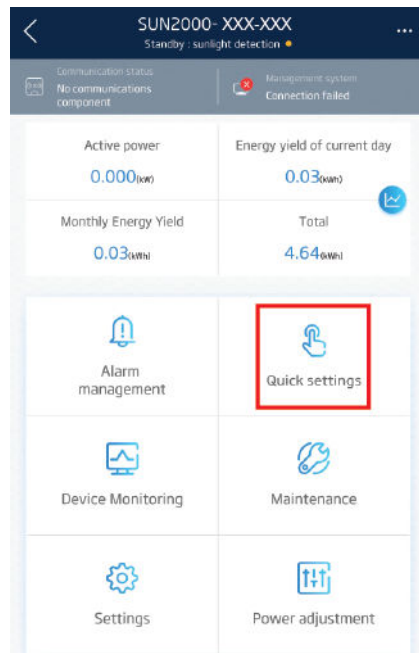 SUN2000- XXX-XXX
Standby : sunlight detection
Communication status
No communications
component
Management system
Connection failed
Active power
0.000(kW)
Energy yield of current day
0.03(kWh)
Monthly Energy Yield
0.03(kWh)
Total
4.64(kWh)
Alarm
management
Quick settings
Device Monitoring
Maintenance
Settings
Power adjustment